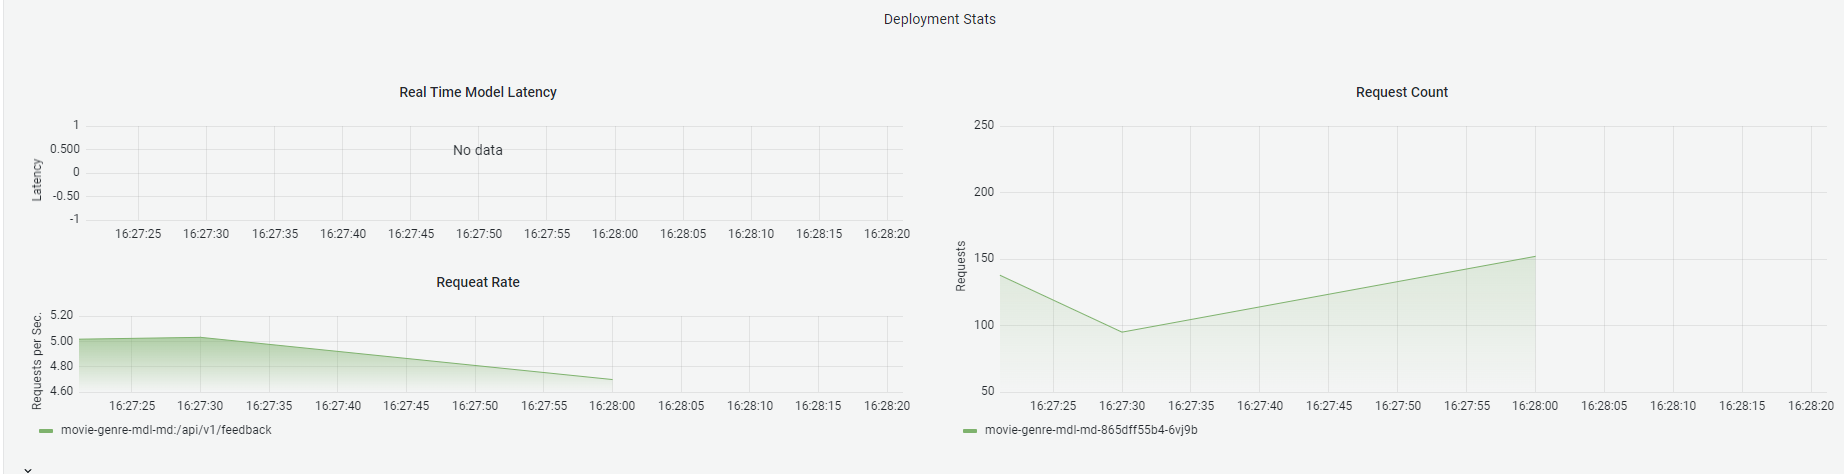 Deployment Stats
Real Time Model Latency
Latency
1
0.500
0
-0.50
-1
No data
16:27:25 16:27:30 16:27:35 16:27:40 16:27:45 16:27:50 16:27:55 16:28:00 16:28:05 16:28:10 16:28:15 16:28:20
Requeat Rate
Requests per Sec.
5.20
5.00
4.80
4.60
16:27:25 16:27:30 16:27:35 16:27:40 16:27:45 16:27:50 16:27:55 16:28:00 16:28:05 16:28:10 16:28:15 16:28:20
movie-genre-mdl-md:/api/v1/feedback
Request Count
Requests
250
200
150
100
50
16:27:25 16:27:30 16:27:35 16:27:40 16:27:45 16:27:50 16:27:55 16:28:00 16:28:05 16:28:10 16:28:15 16:28:20
movie-genre-mdl-md-865dff55b4-6vj9b